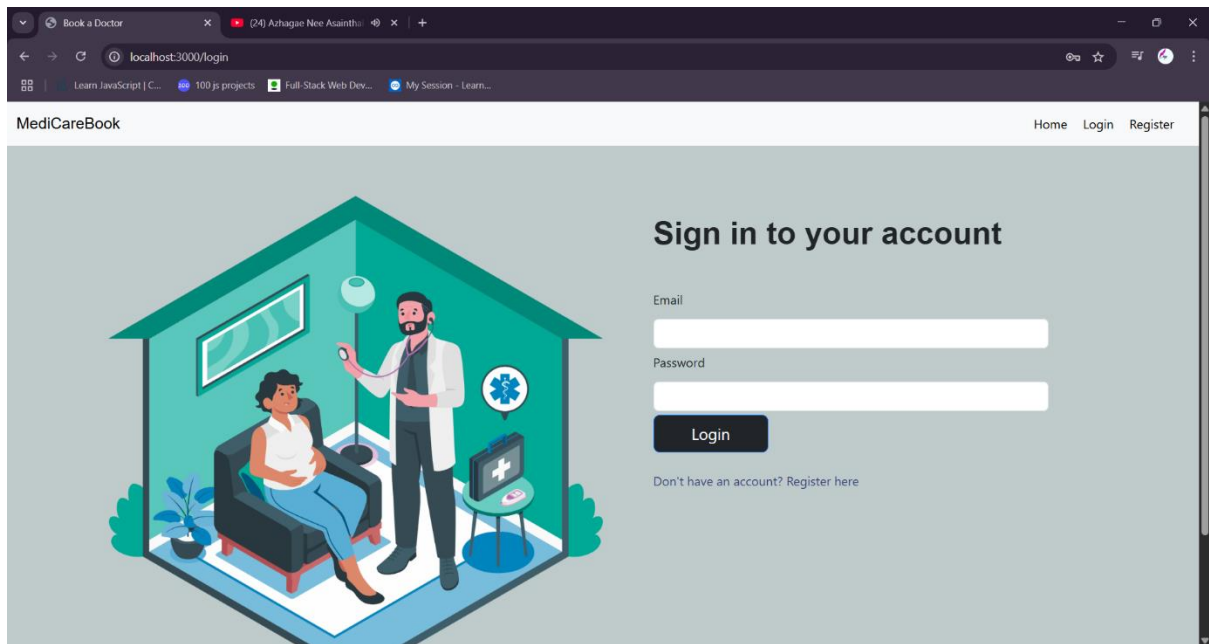 Book a Doctor
(24) Azhagae Nee Asaintha
localhost:3000/login
Learn JavaScript | C... 100 js projects Full-Stack Web Dev... My Session - Learn...
MediCareBook Home Login Register
Sign in to your account
Email
Password
Login
Don't have an account? Register here